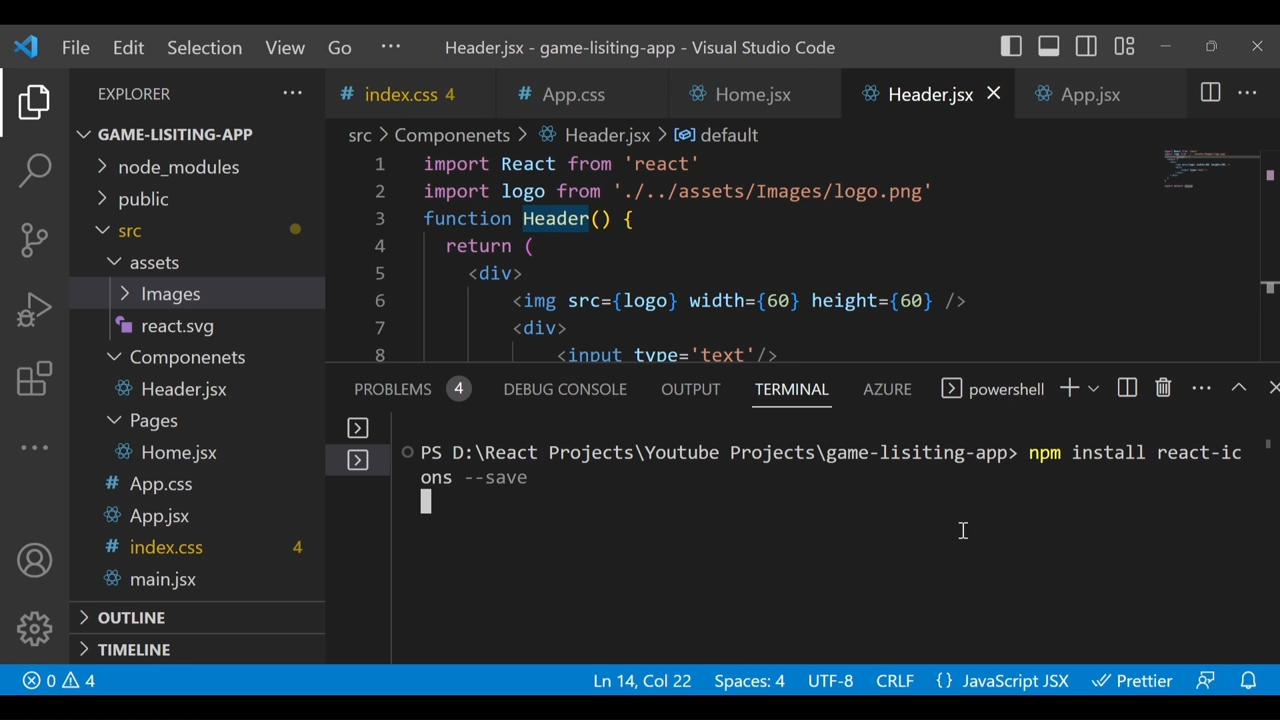 File Edit Selection View Go ··· Header.jsx - game-lisiting-app - Visual Studio Code
EXPLORER ···
# index.css 4 # App.css Home.jsx Header.jsx App.jsx ···
GAME-LISITING-APP
node_modules
public
src
assets
Images
react.svg
Componenets
Header.jsx
Pages
Home.jsx
# App.css
App.jsx
# index.css 4
main.jsx
OUTLINE
TIMELINE
src > Componenets > Header.jsx > default
1 import React from 'react'
2 import logo from './../assets/Images/logo.png'
3 function Header() {
4 return (
5 <div>
6 <img src={logo} width={60} height={60} />
7 <div>
8 <input type='text'/>
PROBLEMS 4 DEBUG CONSOLE OUTPUT TERMINAL AZURE powershell ···
PS D:\React Projects\Youtube Projects\game-lisiting-app> npm install react-ic
ons --save
0 4 Ln 14, Col 22 Spaces: 4 UTF-8 CRLF {} JavaScript JSX Prettier